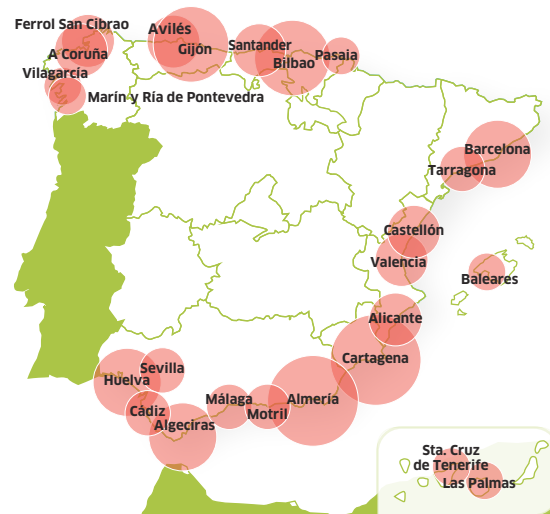 Ferrol San Cibrao
A Coruña
Vilagarcía
Marín y Ría de Pontevedra
Avilés
Gijón
Santander
Bilbao
Pasaia
Barcelona
Tarragona
Castellón
Valencia
Baleares
Alicante
Cartagena
Sevilla
Huelva
Cádiz
Algeciras
Málaga
Motril
Almería
Sta. Cruz
de Tenerife
Las Palmas